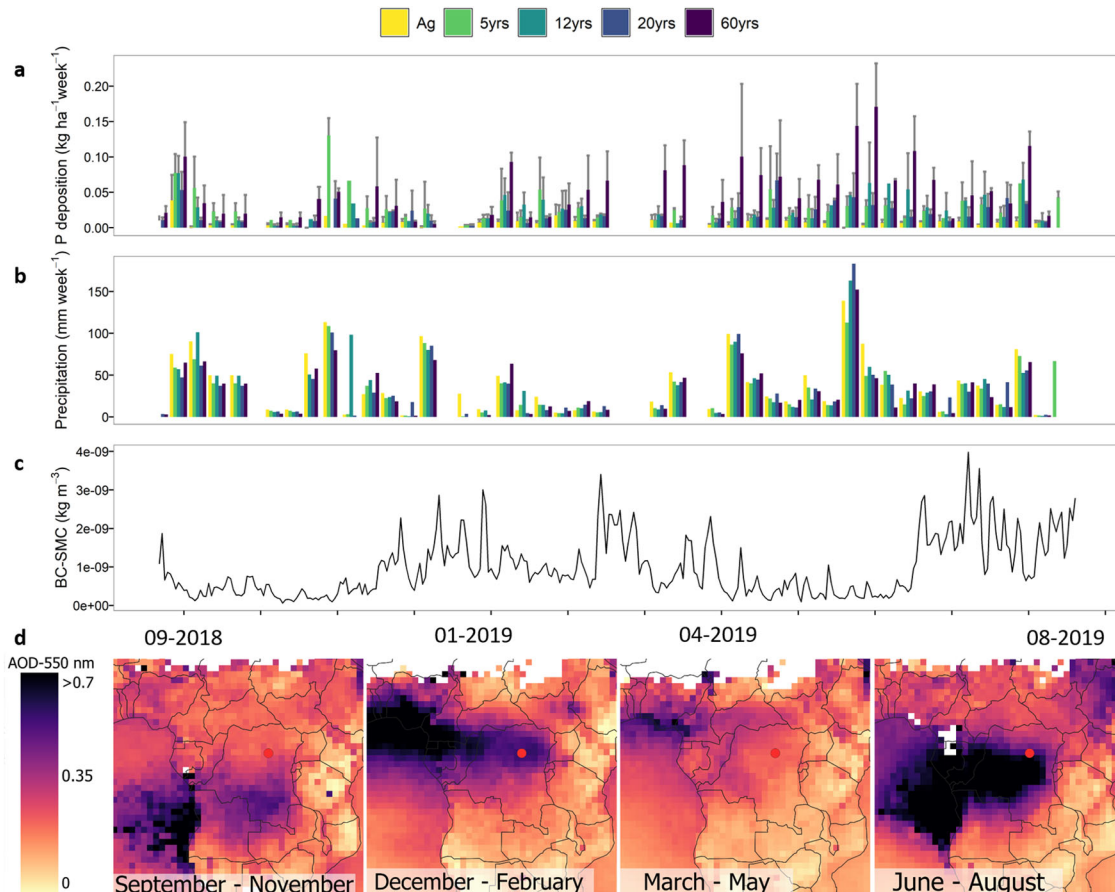 Ag 5yrs 12yrs 20yrs 60yrs
a
P deposition (kg ha⁻¹week⁻¹)
0.20
0.15
0.10
0.05
0.00
b
Precipitation (mm week⁻¹)
150
100
50
0
c
BC-SMC (kg m⁻³)
4e-09
3e-09
2e-09
1e-09
0e+00
09-2018 01-2019 04-2019 08-2019
d
AOD-550 nm
>0.7
0.35
0
September - November December - February March - May June - August